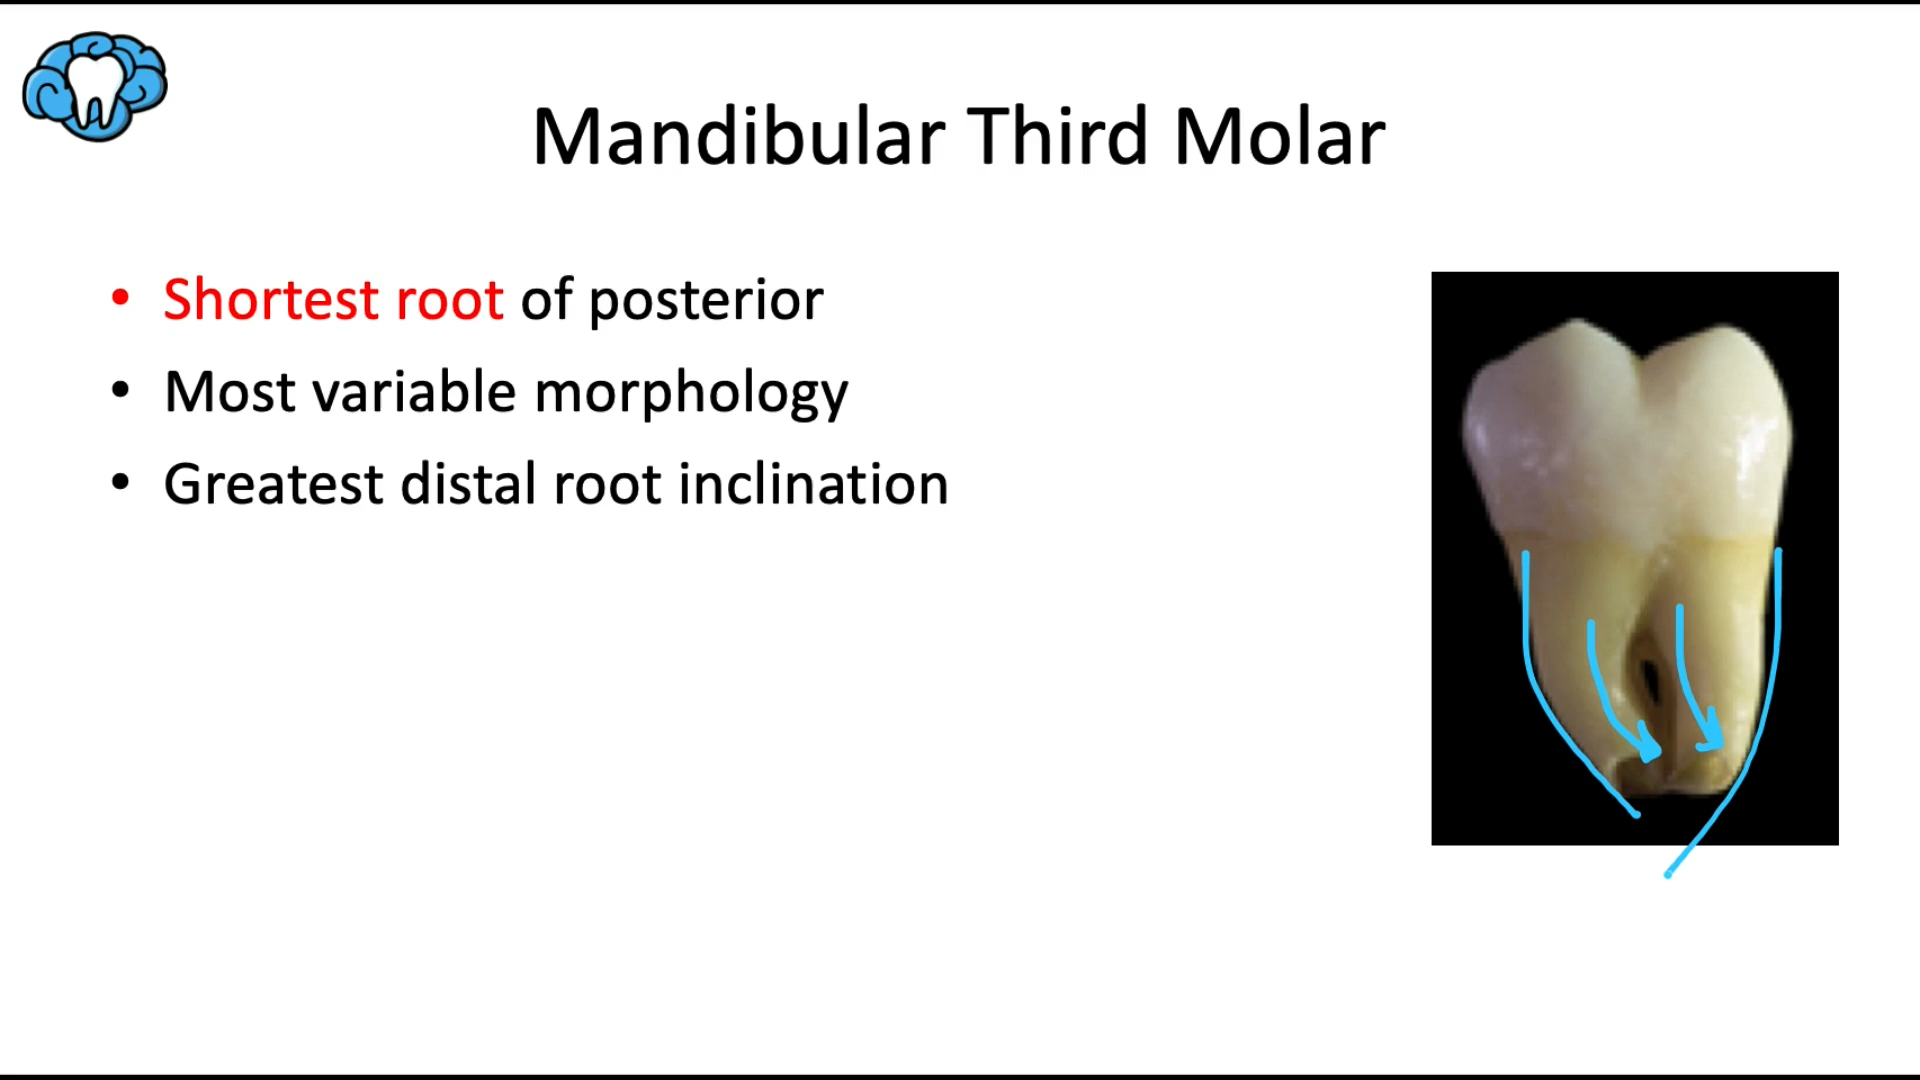 Mandibular Third Molar
• Shortest root of posterior
• Most variable morphology
• Greatest distal root inclination